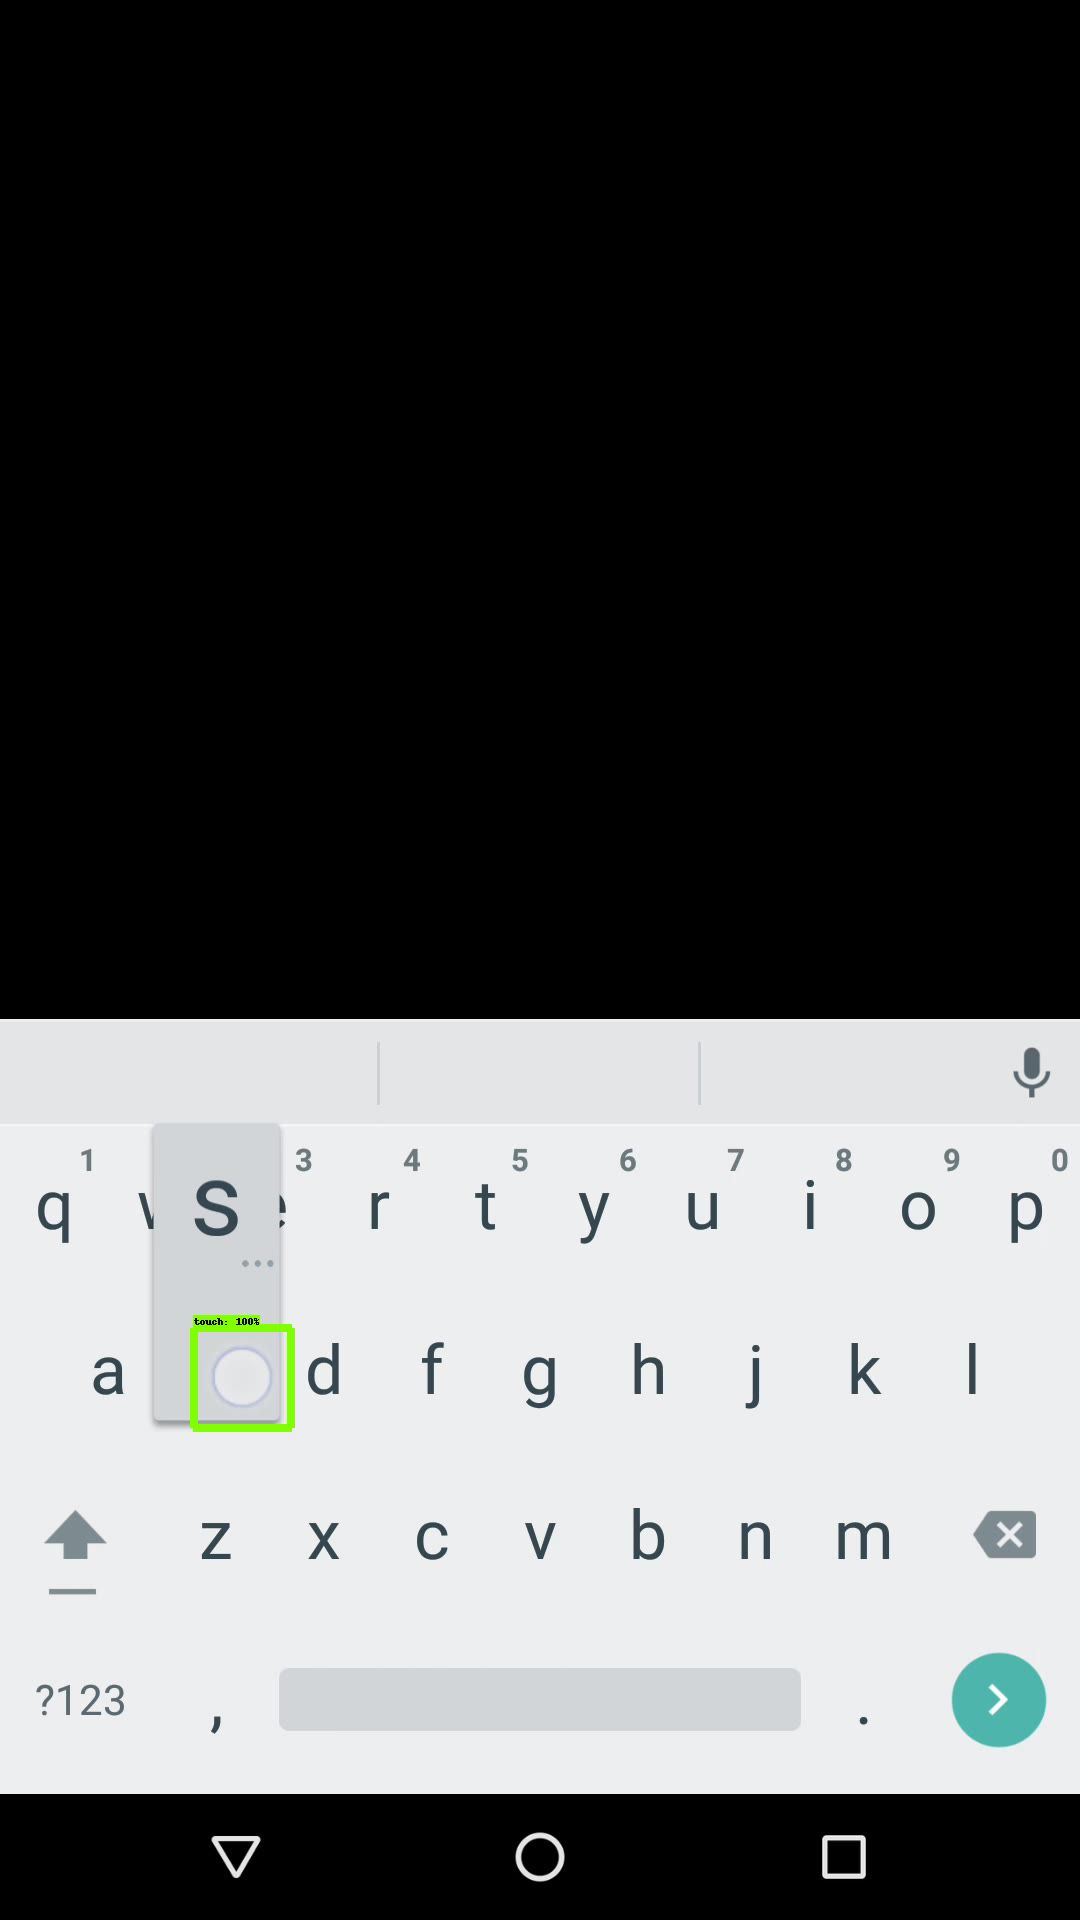 1 3 4 5 6 7 8 9 0
q w e r t y u i o p
s
touch: 100%
a d f g h j k l
z x c v b n m
?123 , .